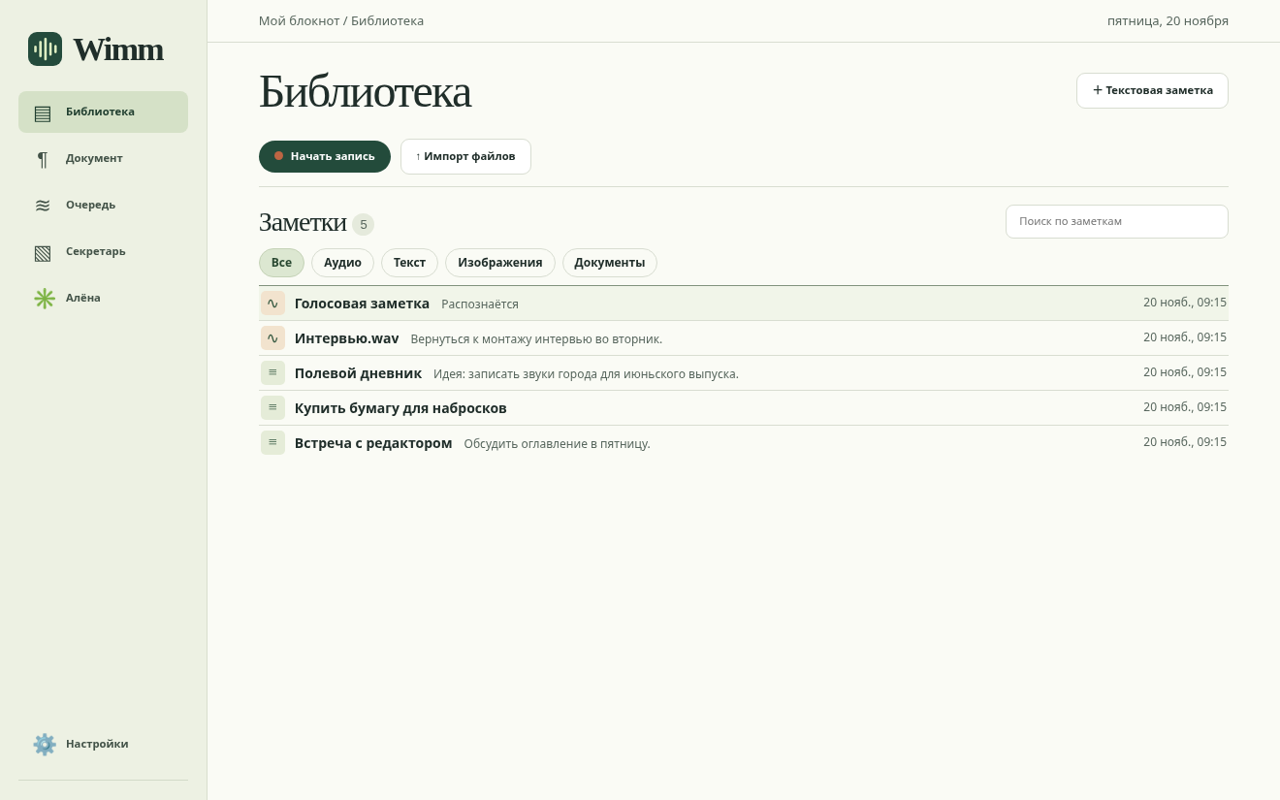 Wimm
Библиотека
Документ
Очередь
Секретарь
Алёна
Настройки
Мой блокнот / Библиотека
пятница, 20 ноября
Библиотека
+ Текстовая заметка
Начать запись
↑ Импорт файлов
Заметки 5
Поиск по заметкам
Все
Аудио
Текст
Изображения
Документы
Голосовая заметка Распознаётся 20 нояб., 09:15
Интервью.wav Вернуться к монтажу интервью во вторник. 20 нояб., 09:15
Полевой дневник Идея: записать звуки города для июньского выпуска. 20 нояб., 09:15
Купить бумагу для набросков 20 нояб., 09:15
Встреча с редактором Обсудить оглавление в пятницу. 20 нояб., 09:15